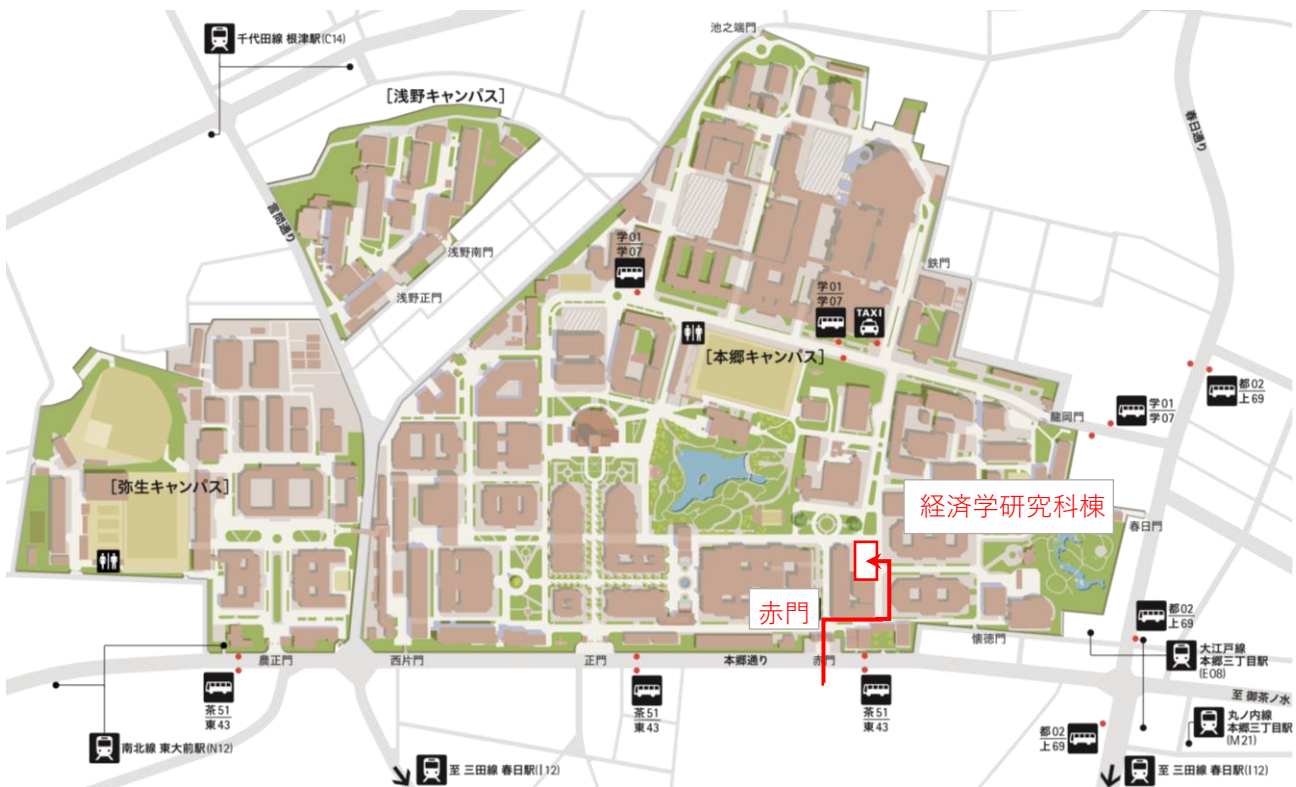 池之端門
千代田線 根津駅(C14)
[浅野キャンパス]
春日通り
言問通り
学01
学07
浅野南門
鉄門
浅野正門
学01
学07
TAXI
[本郷キャンパス]
都02
上69
学01
学07
龍岡門
[弥生キャンパス]
経済学研究科棟
春日門
赤門
都02
上69
懐徳門
大江戸線
本郷三丁目駅
(E08)
農正門
西片門
正門
本郷通り
赤門
至 御茶ノ水
茶51
東43
茶51
東43
茶51
東43
丸ノ内線
本郷三丁目駅
(M21)
都02
上69
南北線 東大前駅(N12)
至 三田線 春日駅(I12)
至 三田線 春日駅(I12)